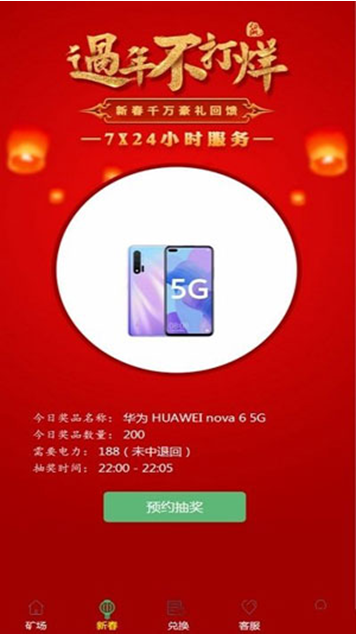 過年不打烊
新春千万豪礼回馈
7X24小时服务
5G
今日奖品名称： 华为 HUAWEI nova 6 5G
今日奖品数量： 200
需要电力： 188（未中退回）
抽奖时间： 22:00 - 22:05
预约抽奖
矿场 新春 兑换 客服